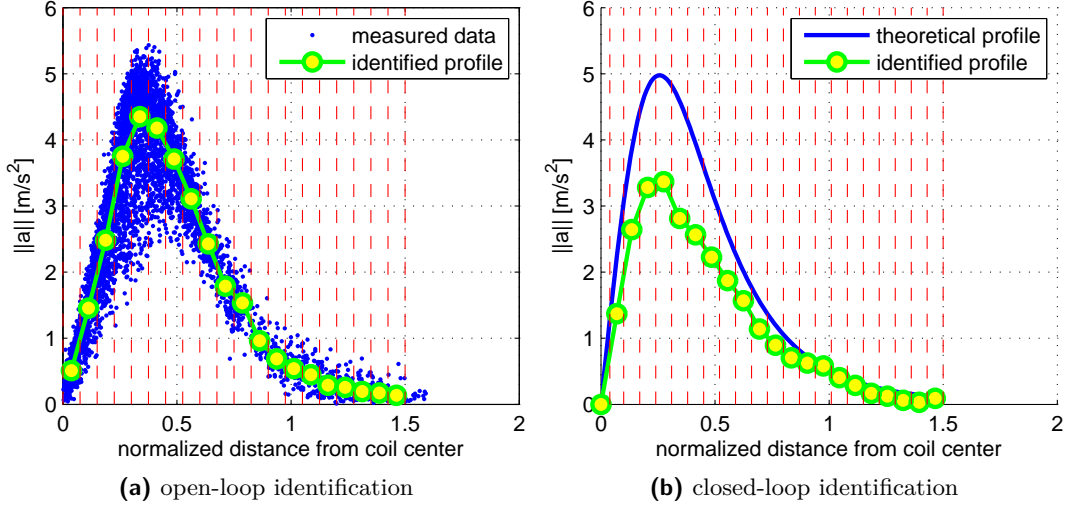 measured data
identified profile
6
5
4
3
2
1
0
||a|| [m/s²]
0
0.5
1
1.5
2
normalized distance from coil center
(a) open-loop identification
theoretical profile
identified profile
6
5
4
3
2
1
0
||a|| [m/s²]
0
0.5
1
1.5
2
normalized distance from coil center
(b) closed-loop identification